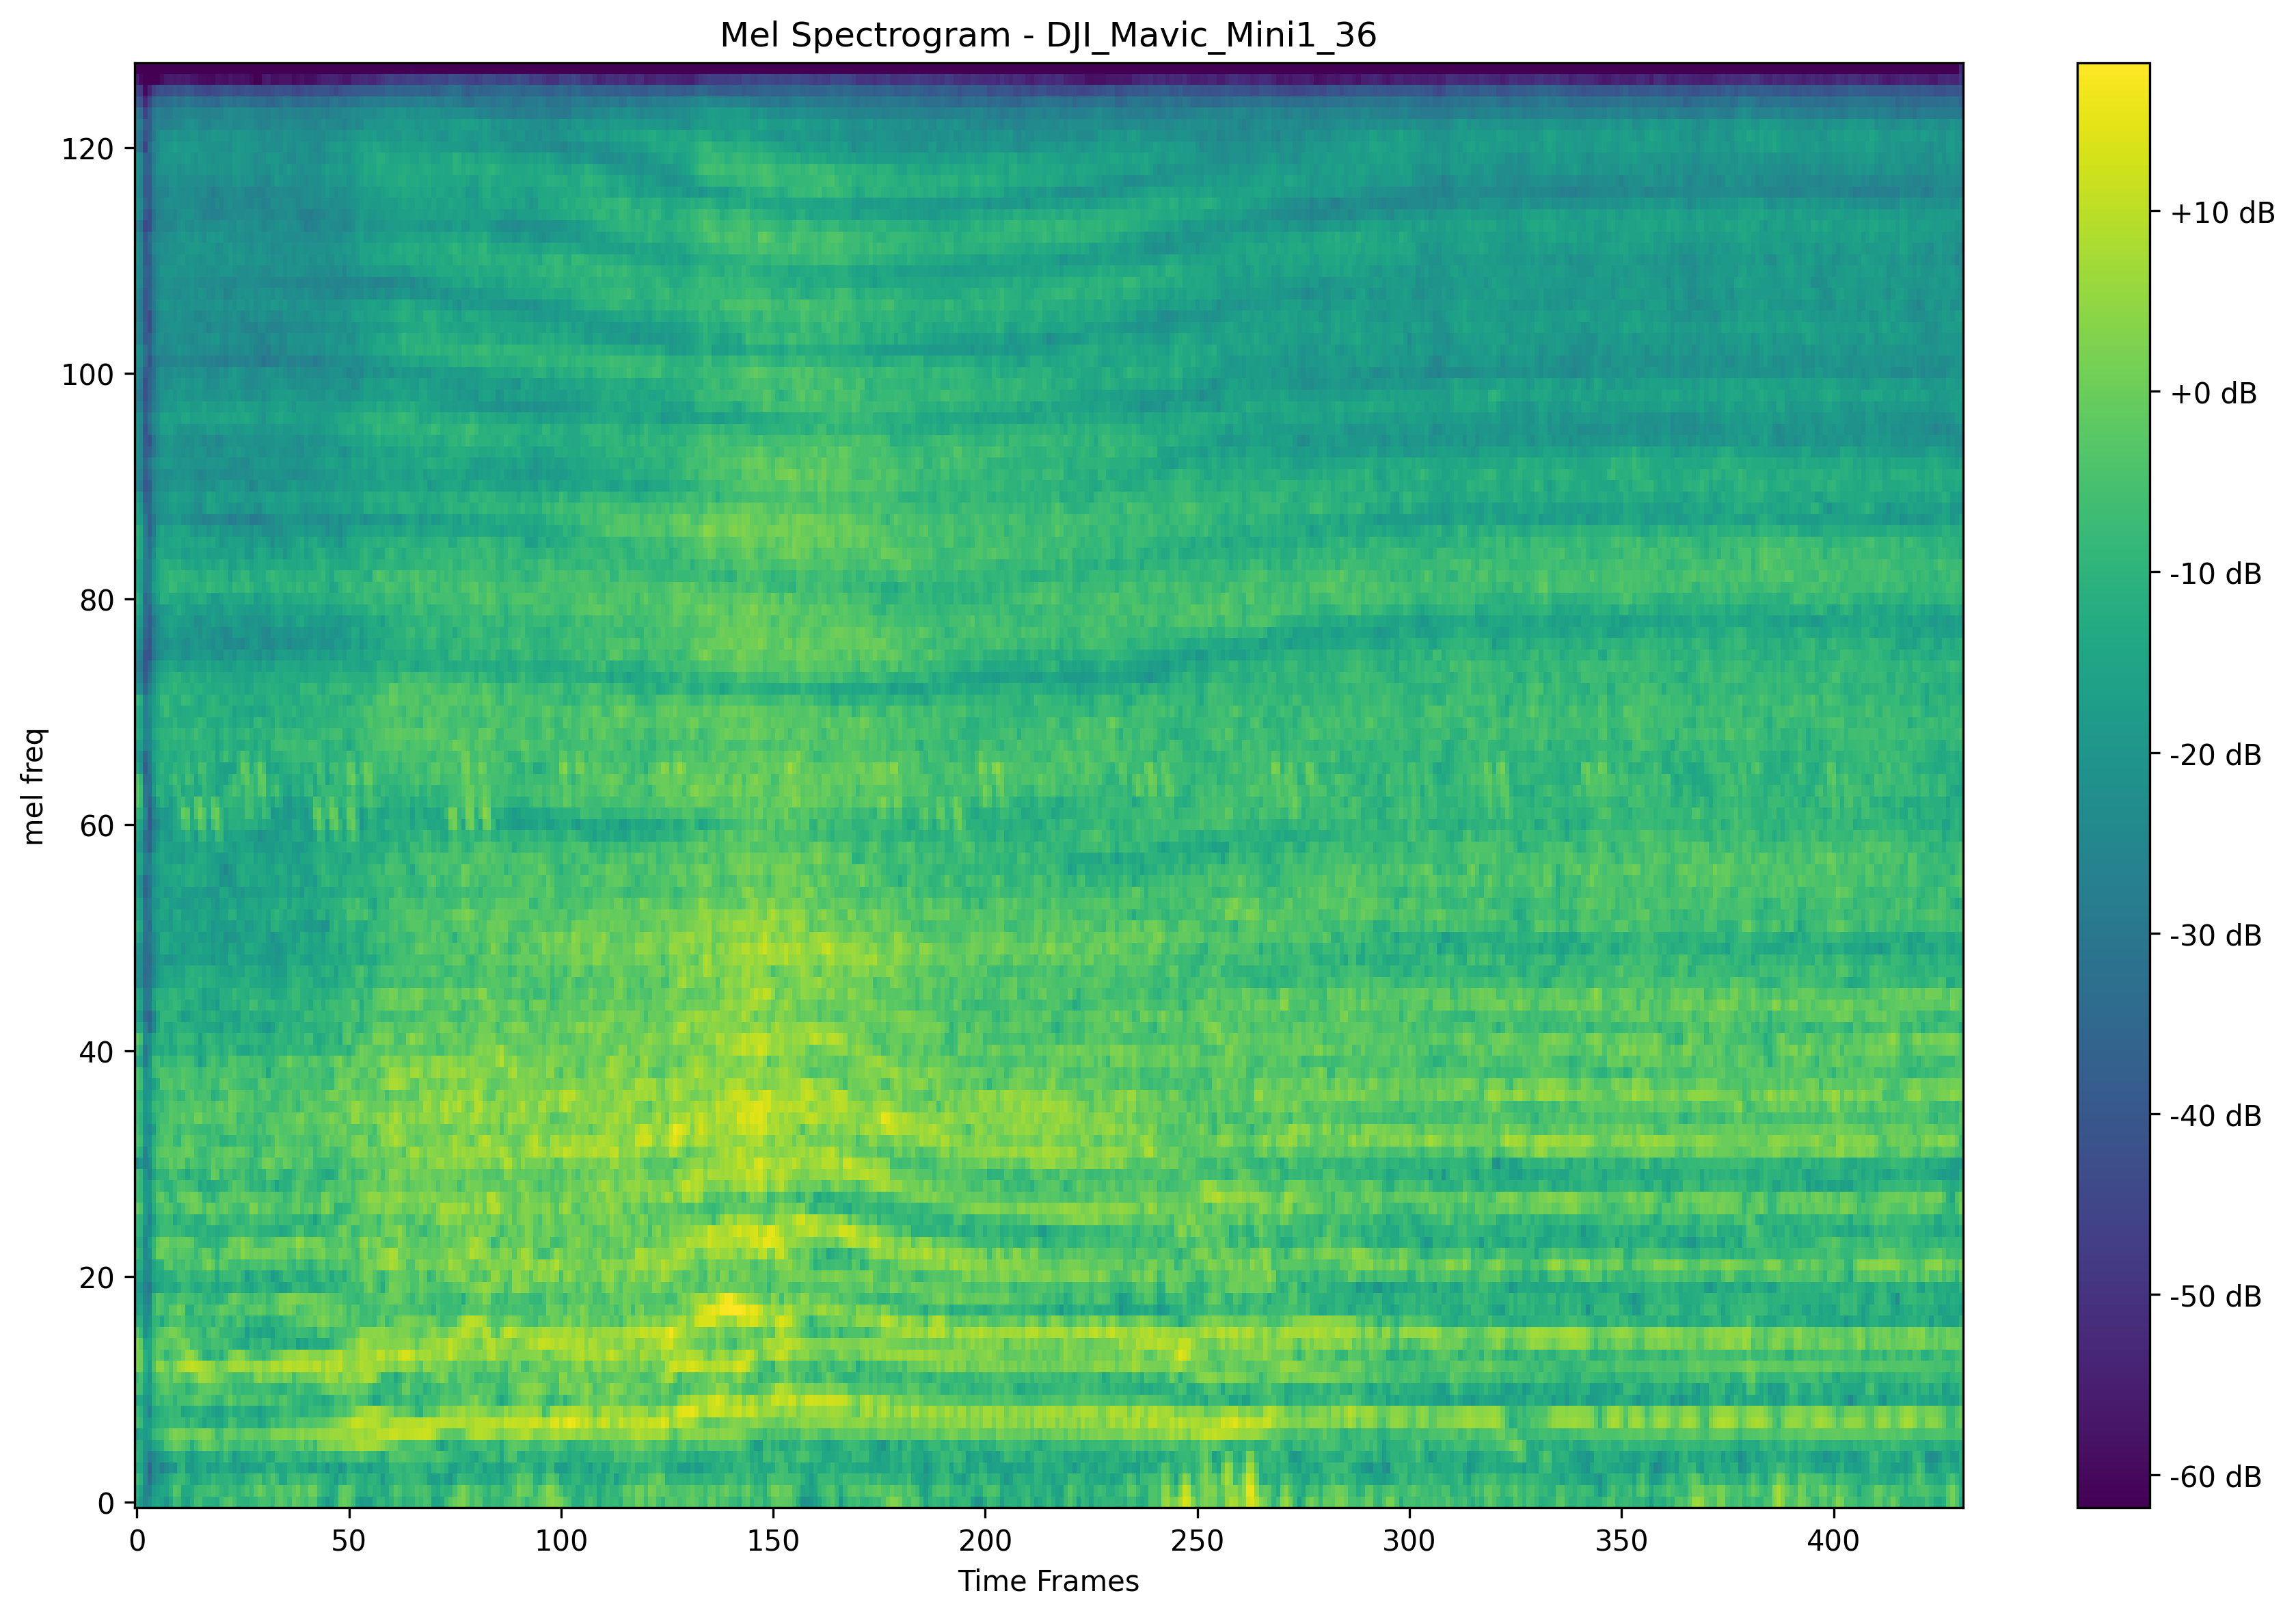 Mel Spectrogram - DJI_Mavic_Mini1_36
mel freq
120
100
80
60
40
20
0
0 50 100 150 200 250 300 350 400
Time Frames
+10 dB
+0 dB
-10 dB
-20 dB
-30 dB
-40 dB
-50 dB
-60 dB